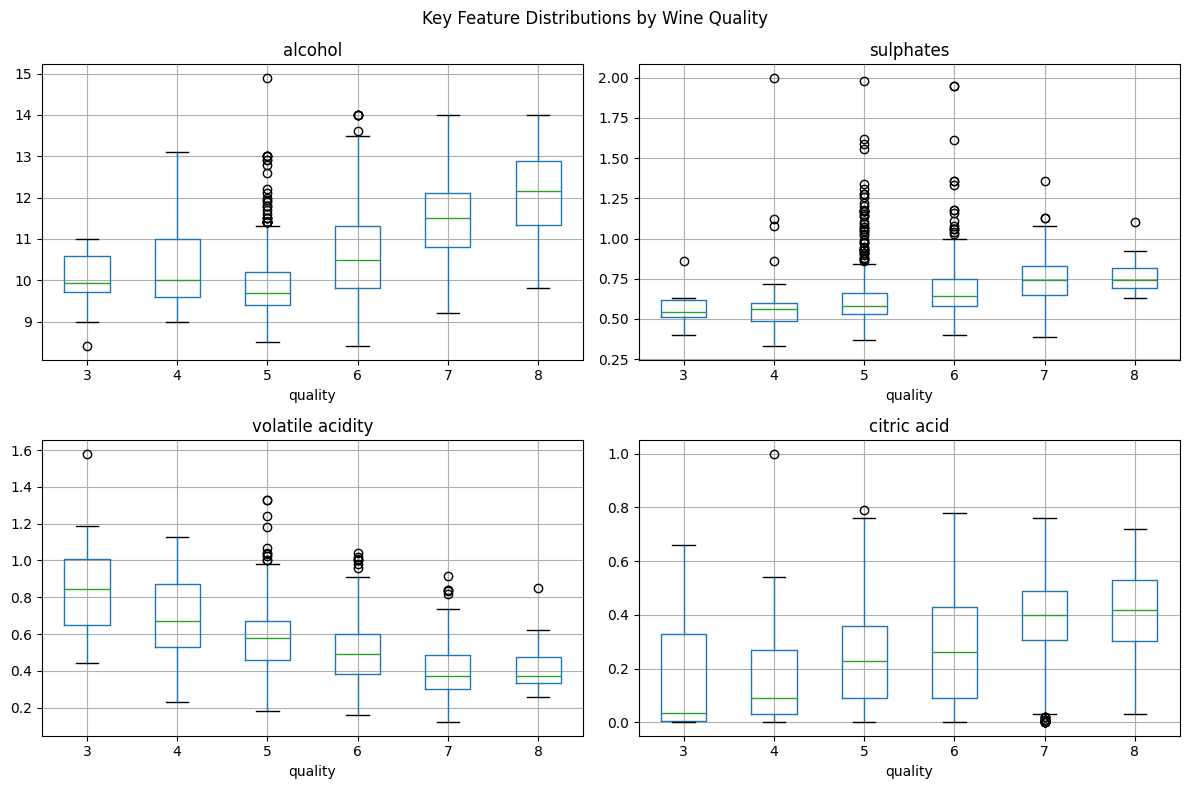 Key Feature Distributions by Wine Quality
alcohol
15
14
13
12
11
10
9
3 4 5 6 7 8
quality
sulphates
2.00
1.75
1.50
1.25
1.00
0.75
0.50
0.25
3 4 5 6 7 8
quality
volatile acidity
1.6
1.4
1.2
1.0
0.8
0.6
0.4
0.2
3 4 5 6 7 8
quality
citric acid
1.0
0.8
0.6
0.4
0.2
0.0
3 4 5 6 7 8
quality